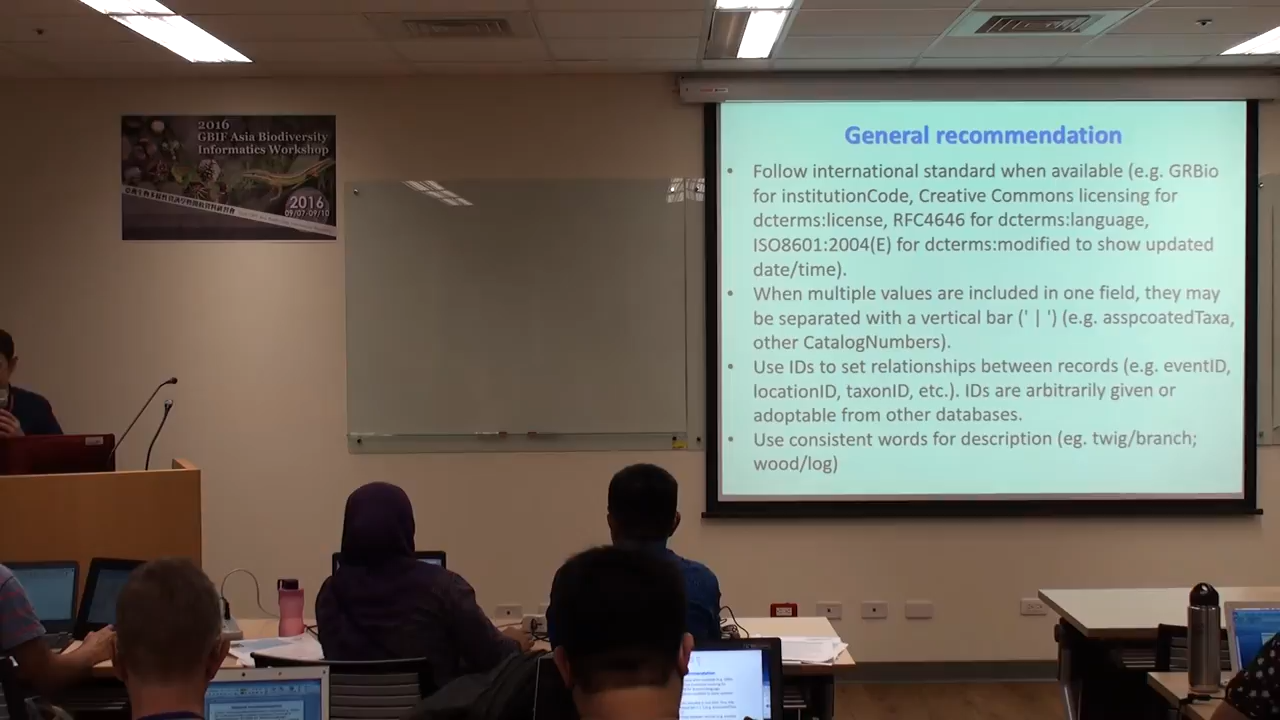 2016
GBIF Asia Biodiversity
Informatics Workshop
2016
09/07-09/10
General recommendation
• Follow international standard when available (e.g. GRBio
for institutionCode, Creative Commons licensing for
dcterms:license, RFC4646 for dcterms:language,
ISO8601:2004(E) for dcterms:modified to show updated
date/time).
• When multiple values are included in one field, they may
be separated with a vertical bar (' | ') (e.g. asspcoatedTaxa,
other CatalogNumbers).
• Use IDs to set relationships between records (e.g. eventID,
locationID, taxonID, etc.). IDs are arbitrarily given or
adoptable from other databases.
• Use consistent words for description (eg. twig/branch;
wood/log)